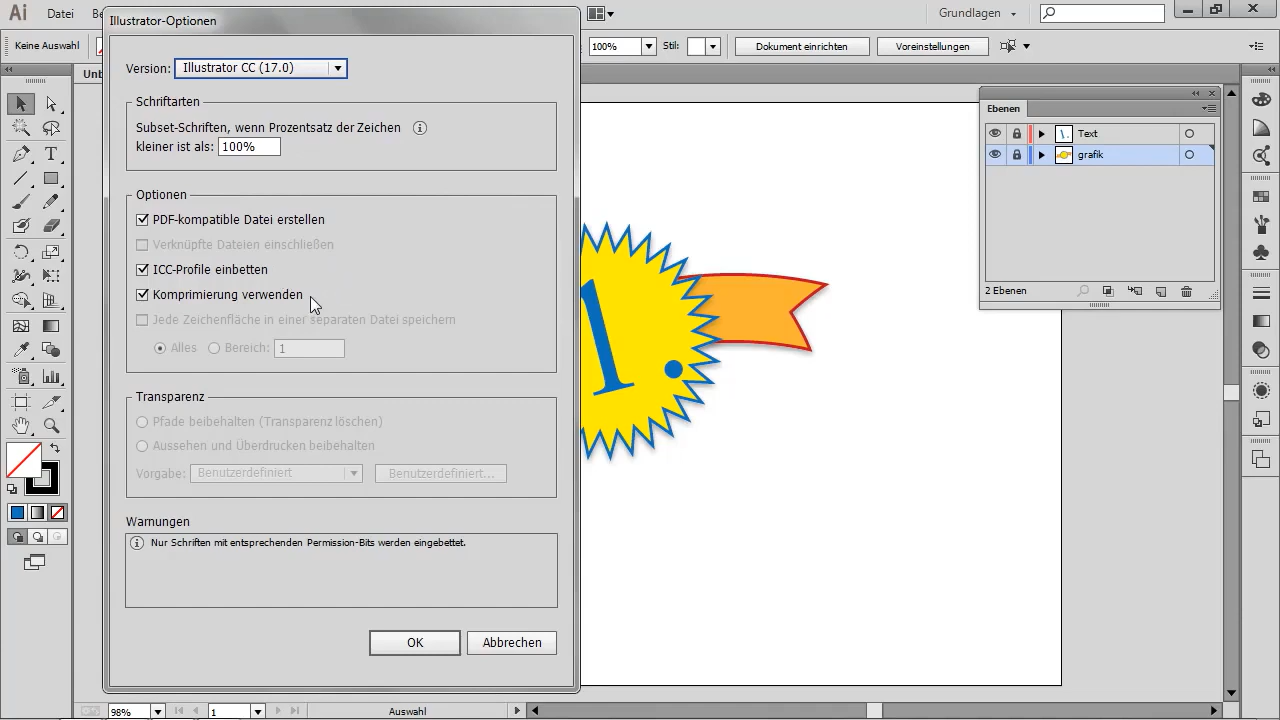 Ai
Datei
Grundlagen
Keine Auswahl
100%
Stil:
Dokument einrichten
Voreinstellungen
Illustrator-Optionen
Version: Illustrator CC (17.0)
Schriftarten
Subset-Schriften, wenn Prozentsatz der Zeichen
kleiner ist als: 100%
Optionen
PDF-kompatible Datei erstellen
Verknüpfte Dateien einschließen
ICC-Profile einbetten
Komprimierung verwenden
Jede Zeichenfläche in einer separaten Datei speichern
Alles
Bereich: 1
Transparenz
Pfade beibehalten (Transparenz löschen)
Aussehen und Überdrucken beibehalten
Vorgabe: Benutzerdefiniert
Benutzerdefiniert...
Warnungen
Nur Schriften mit entsprechenden Permission-Bits werden eingebettet.
OK
Abbrechen
1.
Ebenen
Text
grafik
2 Ebenen
98%
1
Auswahl